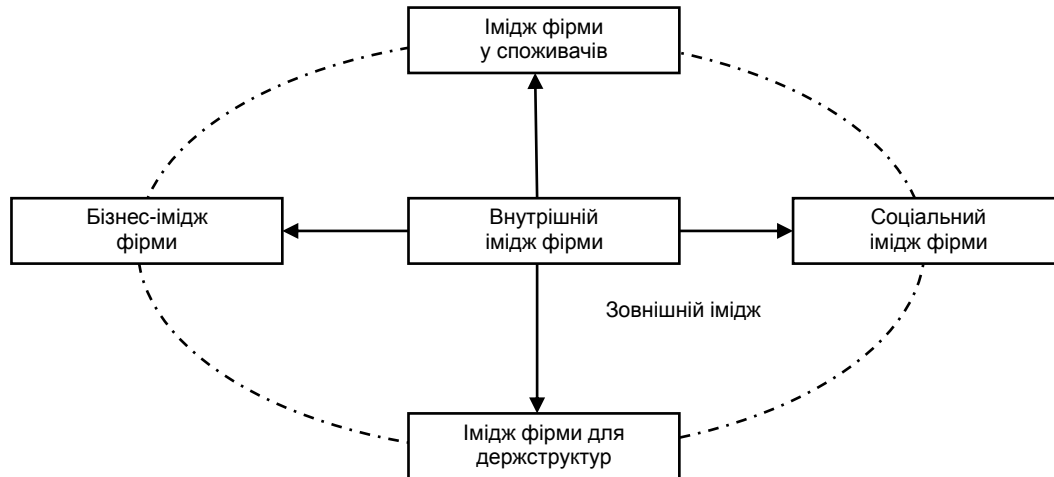 Імідж фірми
у споживачів
Бізнес-імідж
фірми
Внутрішній
імідж фірми
Соціальний
імідж фірми
Зовнішній імідж
Імідж фірми для
держструктур